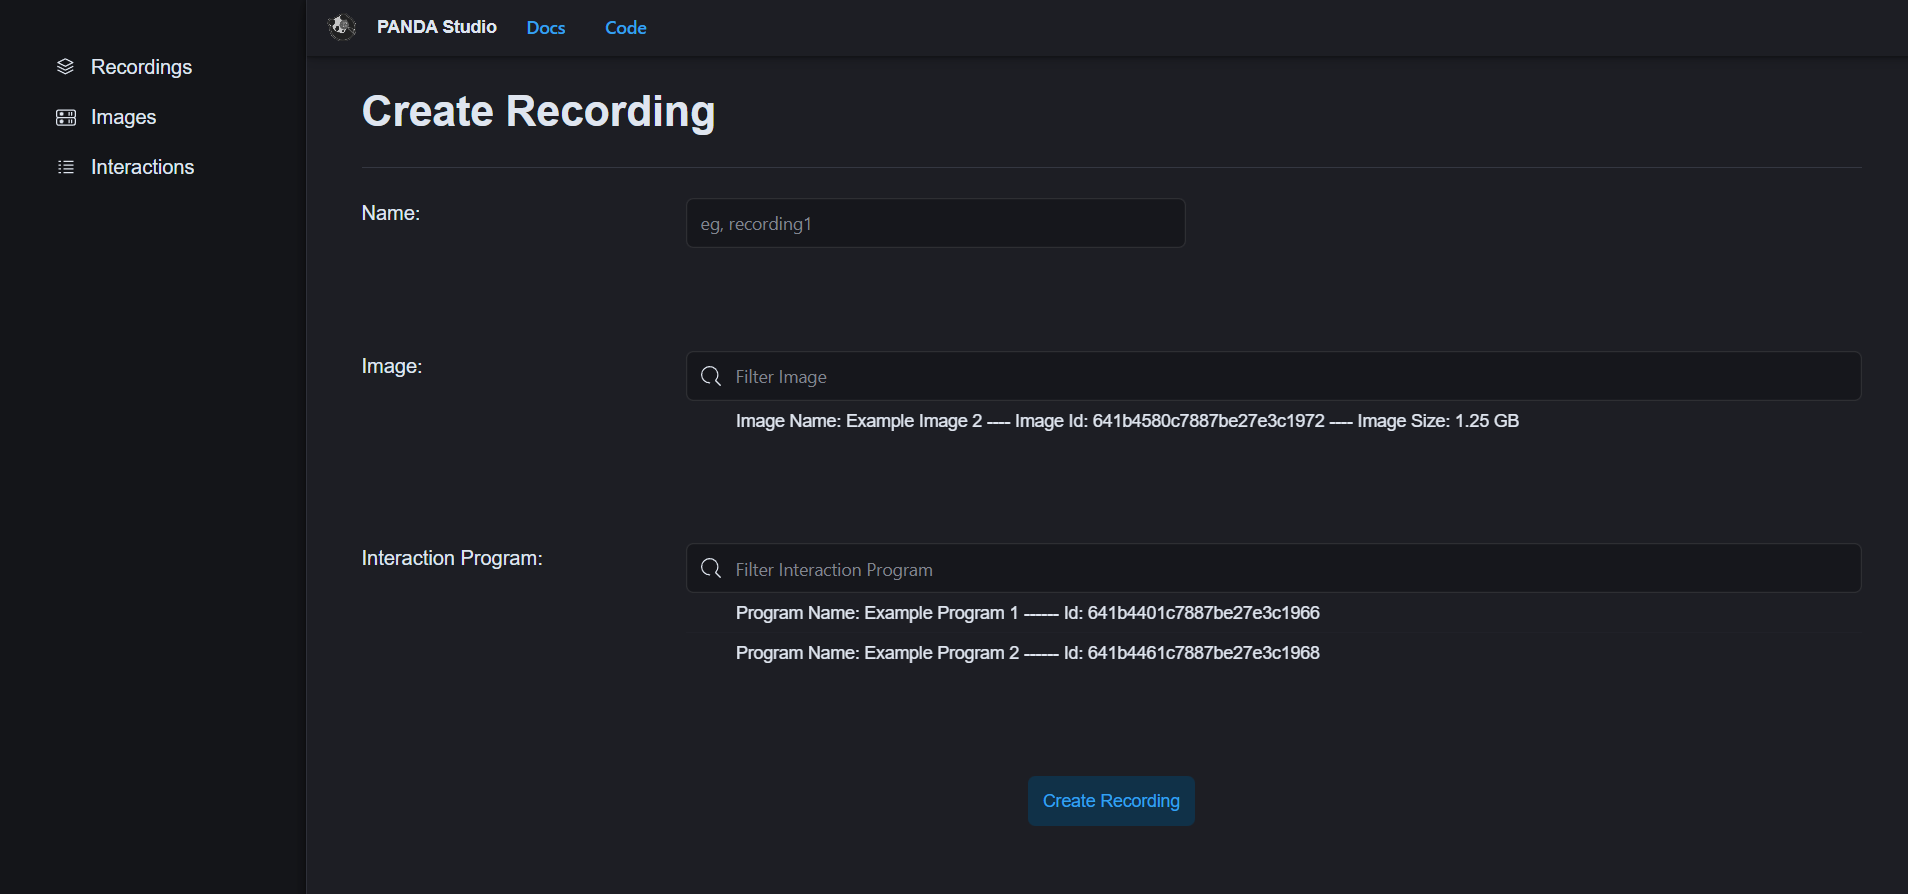 PANDA Studio Docs Code
Recordings
Images
Interactions
Create Recording
Name: eg, recording1
Image: Filter Image
Image Name: Example Image 2 ---- Image Id: 641b4580c7887be27e3c1972 ---- Image Size: 1.25 GB
Interaction Program: Filter Interaction Program
Program Name: Example Program 1 ------ Id: 641b4401c7887be27e3c1966
Program Name: Example Program 2 ------ Id: 641b4461c7887be27e3c1968
Create Recording